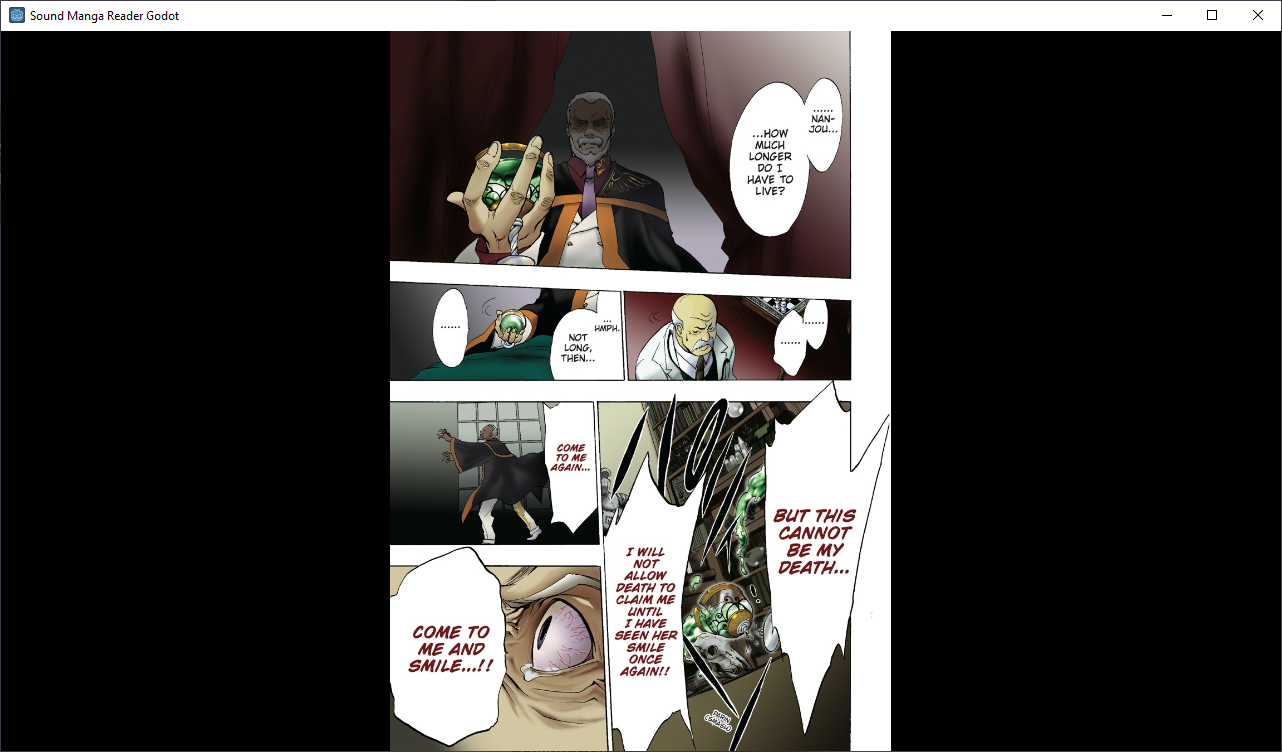 Sound Manga Reader Godot
......
NAN-
JOU...
...HOW
MUCH
LONGER
DO I
HAVE TO
LIVE?
......
......
...
HMPH.
NOT
LONG,
THEN...
......
BUT THIS
CANNOT
BE MY
DEATH...
I WILL
NOT
ALLOW
DEATH TO
CLAIM ME
UNTIL
I HAVE
SEEN HER
SMILE
ONCE
AGAIN!!
COME
TO ME
AGAIN...
COME TO
ME AND
SMILE...!!